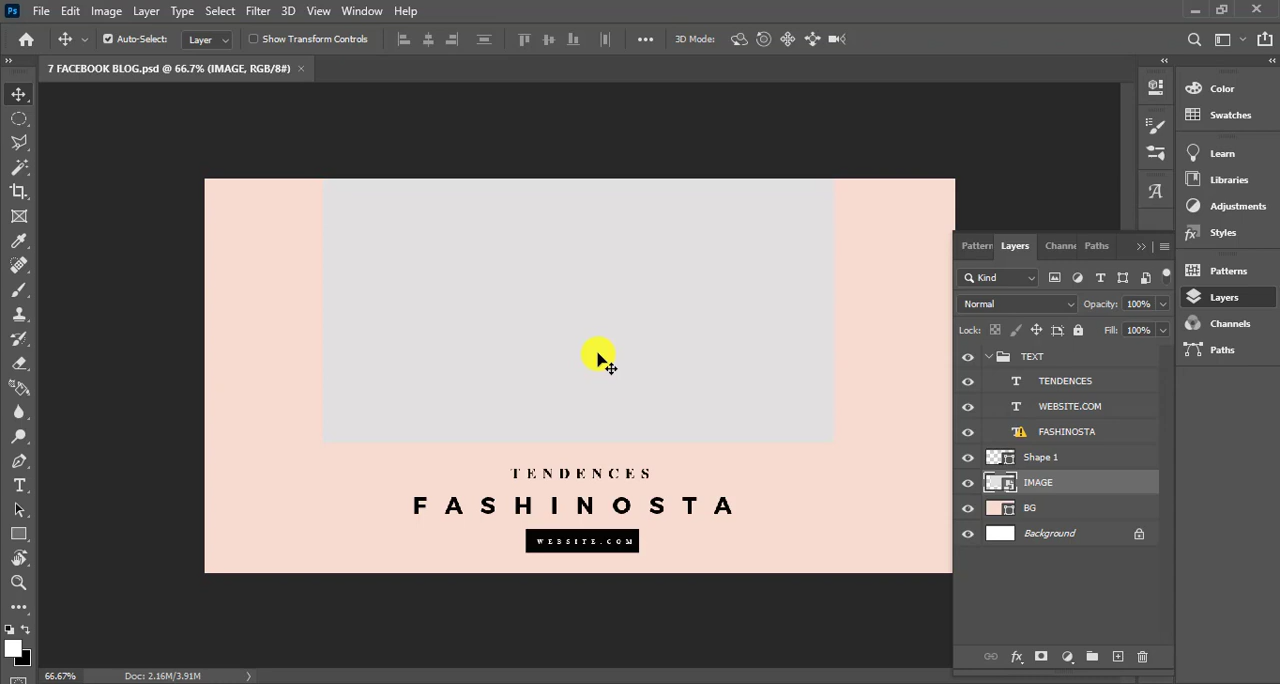 Ps File Edit Image Layer Type Select Filter 3D View Window Help
Auto-Select: Layer Show Transform Controls 3D Mode:
7 FACEBOOK BLOG.psd @ 66.7% (IMAGE, RGB/8#) ×
Color
Swatches
Learn
Libraries
Adjustments
fx Styles
Patterns
Layers
Channels
Paths
Pattern Layers Channe Paths
Kind
Normal Opacity: 100%
Lock: Fill: 100%
TEXT
T TENDENCES
T WEBSITE.COM
T FASHINOSTA
Shape 1
IMAGE
BG
Background
TENDENCES
FASHINOSTA
WEBSITE.COM
fx
66.67% Doc: 2.16M/3.91M